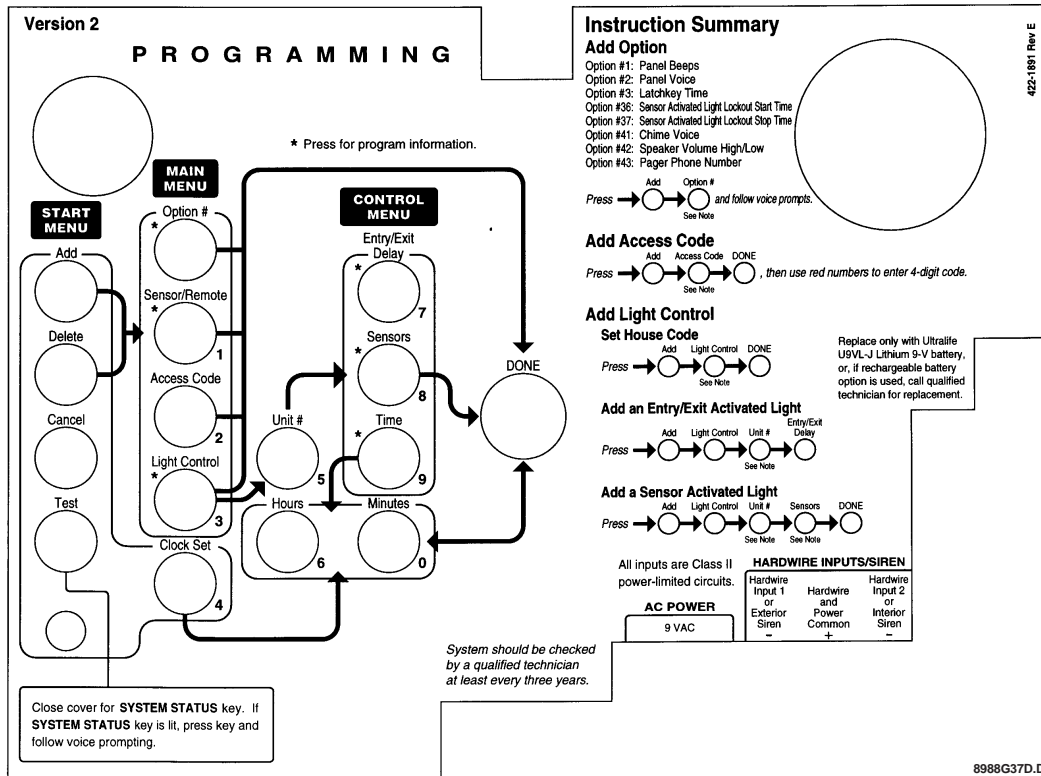 Version 2
PROGRAMMING
* Press for program information.
START
MENU
Add
Delete
Cancel
Test
MAIN
MENU
Option #
*
Sensor/Remote
*
1
Access Code
2
Light Control
*
3
Clock Set
4
Unit #
5
Hours
6
Minutes
0
CONTROL
MENU
Entry/Exit
Delay
*
7
Sensors
*
8
Time
*
9
DONE
Close cover for SYSTEM STATUS key. If
SYSTEM STATUS key is lit, press key and
follow voice prompting.
Instruction Summary
Add Option
Option #1: Panel Beeps
Option #2: Panel Voice
Option #3: Latchkey Time
Option #36: Sensor Activated Light Lockout Start Time
Option #37: Sensor Activated Light Lockout Stop Time
Option #41: Chime Voice
Option #42: Speaker Volume High/Low
Option #43: Pager Phone Number
Add Option #
Press and follow voice prompts.
See Note
Add Access Code
Add Access Code DONE
Press , then use red numbers to enter 4-digit code.
See Note
Add Light Control
Set House Code
Add Light Control DONE
Press
See Note
Add an Entry/Exit Activated Light
Add Light Control Unit # Entry/Exit
Delay
Press
See Note
Add a Sensor Activated Light
Add Light Control Unit # Sensors DONE
Press
See Note See Note
Replace only with Ultralife
U9VL-J Lithium 9-V battery,
or, if rechargeable battery
option is used, call qualified
technician for replacement.
All inputs are Class II
power-limited circuits.
AC POWER
9 VAC
HARDWIRE INPUTS/SIREN
Hardwire
Input 1
or
Exterior
Siren
–
Hardwire
and
Power
Common
+
Hardwire
Input 2
or
Interior
Siren
–
System should be checked
by a qualified technician
at least every three years.
422-1891 Rev E
8988G37D.D